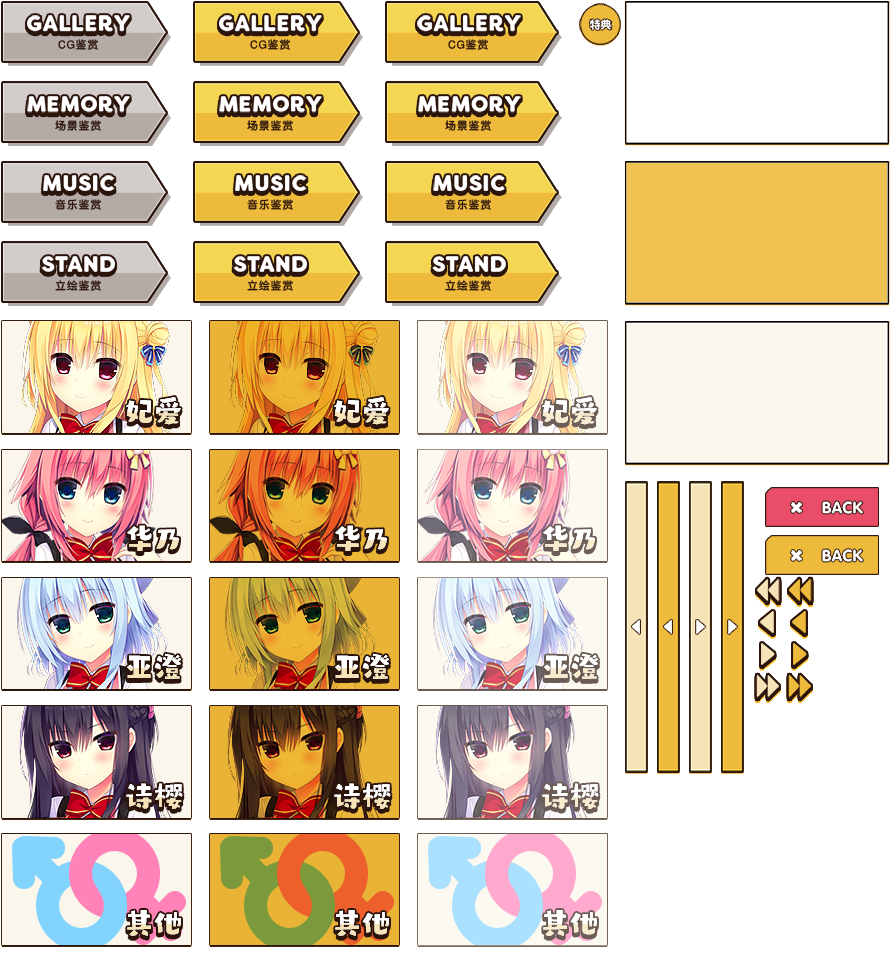 GALLERY
CG鉴赏
GALLERY
CG鉴赏
GALLERY
CG鉴赏
特典
MEMORY
场景鉴赏
MEMORY
场景鉴赏
MEMORY
场景鉴赏
MUSIC
音乐鉴赏
MUSIC
音乐鉴赏
MUSIC
音乐鉴赏
STAND
立绘鉴赏
STAND
立绘鉴赏
STAND
立绘鉴赏
妃爱
妃爱
妃爱
华乃
华乃
华乃
BACK
BACK
亚澄
亚澄
亚澄
诗樱
诗樱
诗樱
其他
其他
其他